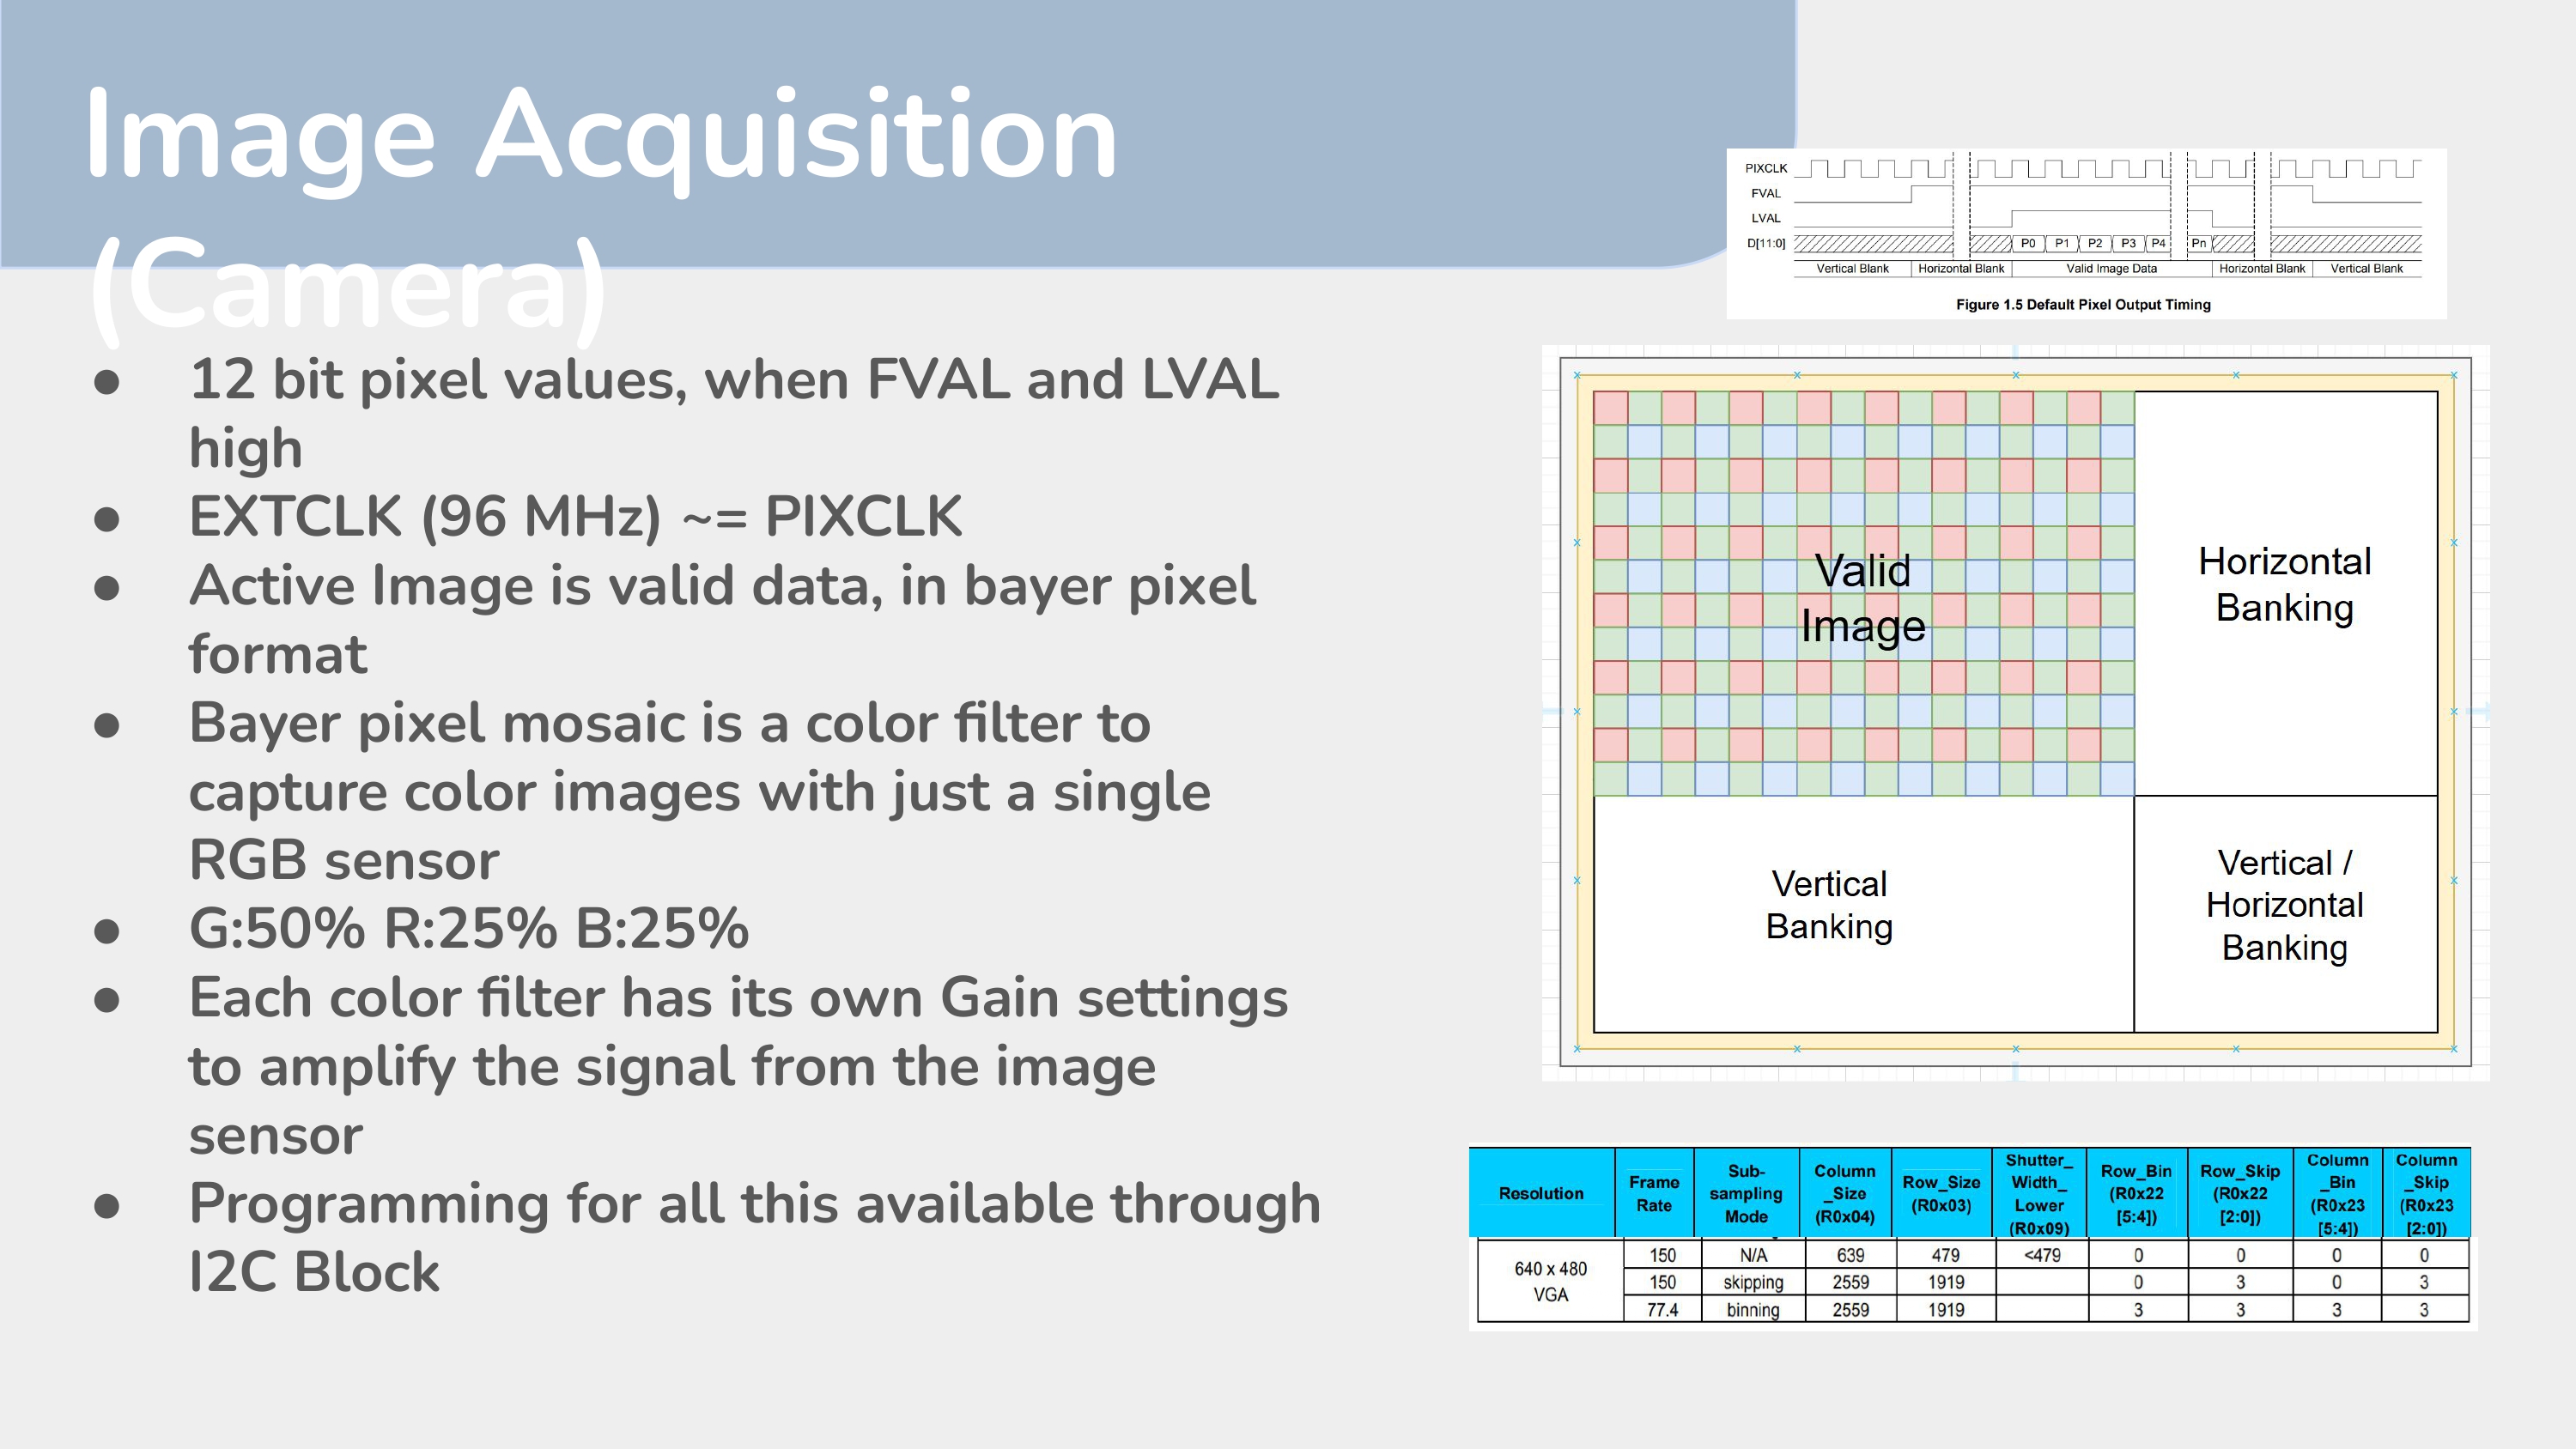 Image Acquisition
(Camera)
● 12 bit pixel values, when FVAL and LVAL
high
● EXTCLK (96 MHz) ~= PIXCLK
● Active Image is valid data, in bayer pixel
format
● Bayer pixel mosaic is a color filter to
capture color images with just a single
RGB sensor
● G:50% R:25% B:25%
● Each color filter has its own Gain settings
to amplify the signal from the image
sensor
● Programming for all this available through
I2C Block
PIXCLK
FVAL
LVAL
D[11:0] P0 P1 P2 P3 P4 Pn
Vertical Blank Horizontal Blank Valid Image Data Horizontal Blank Vertical Blank
Figure 1.5 Default Pixel Output Timing
Valid
Image
Horizontal
Banking
Vertical
Banking
Vertical /
Horizontal
Banking
Resolution
Frame
Rate
Sub-
sampling
Mode
Column
_Size
(R0x04)
Row_Size
(R0x03)
Shutter_
Width_
Lower
(R0x09)
Row_Bin
(R0x22
[5:4])
Row_Skip
(R0x22
[2:0])
Column
_Bin
(R0x23
[5:4])
Column
_Skip
(R0x23
[2:0])
640 x 480
VGA
150 N/A 639 479 <479 0 0 0 0
150 skipping 2559 1919 0 3 0 3
77.4 binning 2559 1919 3 3 3 3